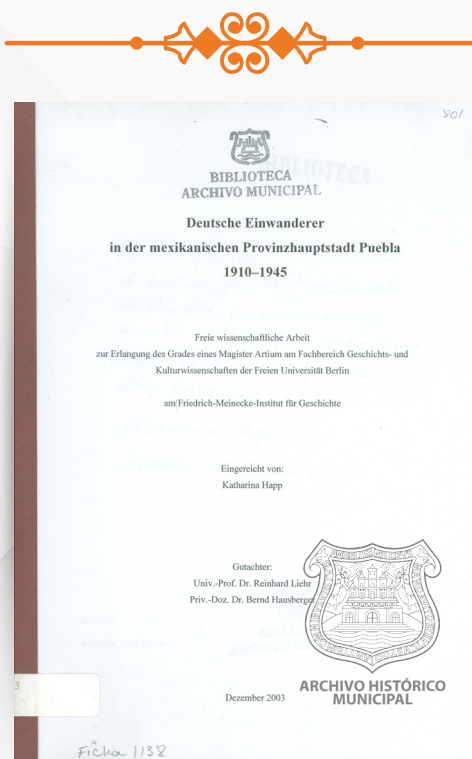 801
BIBLIOTECA
ARCHIVO MUNICIPAL
Deutsche Einwanderer
in der mexikanischen Provinzhauptstadt Puebla
1910–1945
Freie wissenschaftliche Arbeit
zur Erlangung des Grades eines Magister Artium am Fachbereich Geschichts- und
Kulturwissenschaften der Freien Universität Berlin
am Friedrich-Meinecke-Institut für Geschichte
Eingereicht von:
Katharina Happ
Gutachter:
Univ.-Prof. Dr. Reinhard Liehr
Priv.-Doz. Dr. Bernd Hausberger
ARCHIVO HISTÓRICO
MUNICIPAL
3
Dezember 2003
Ficha 1138